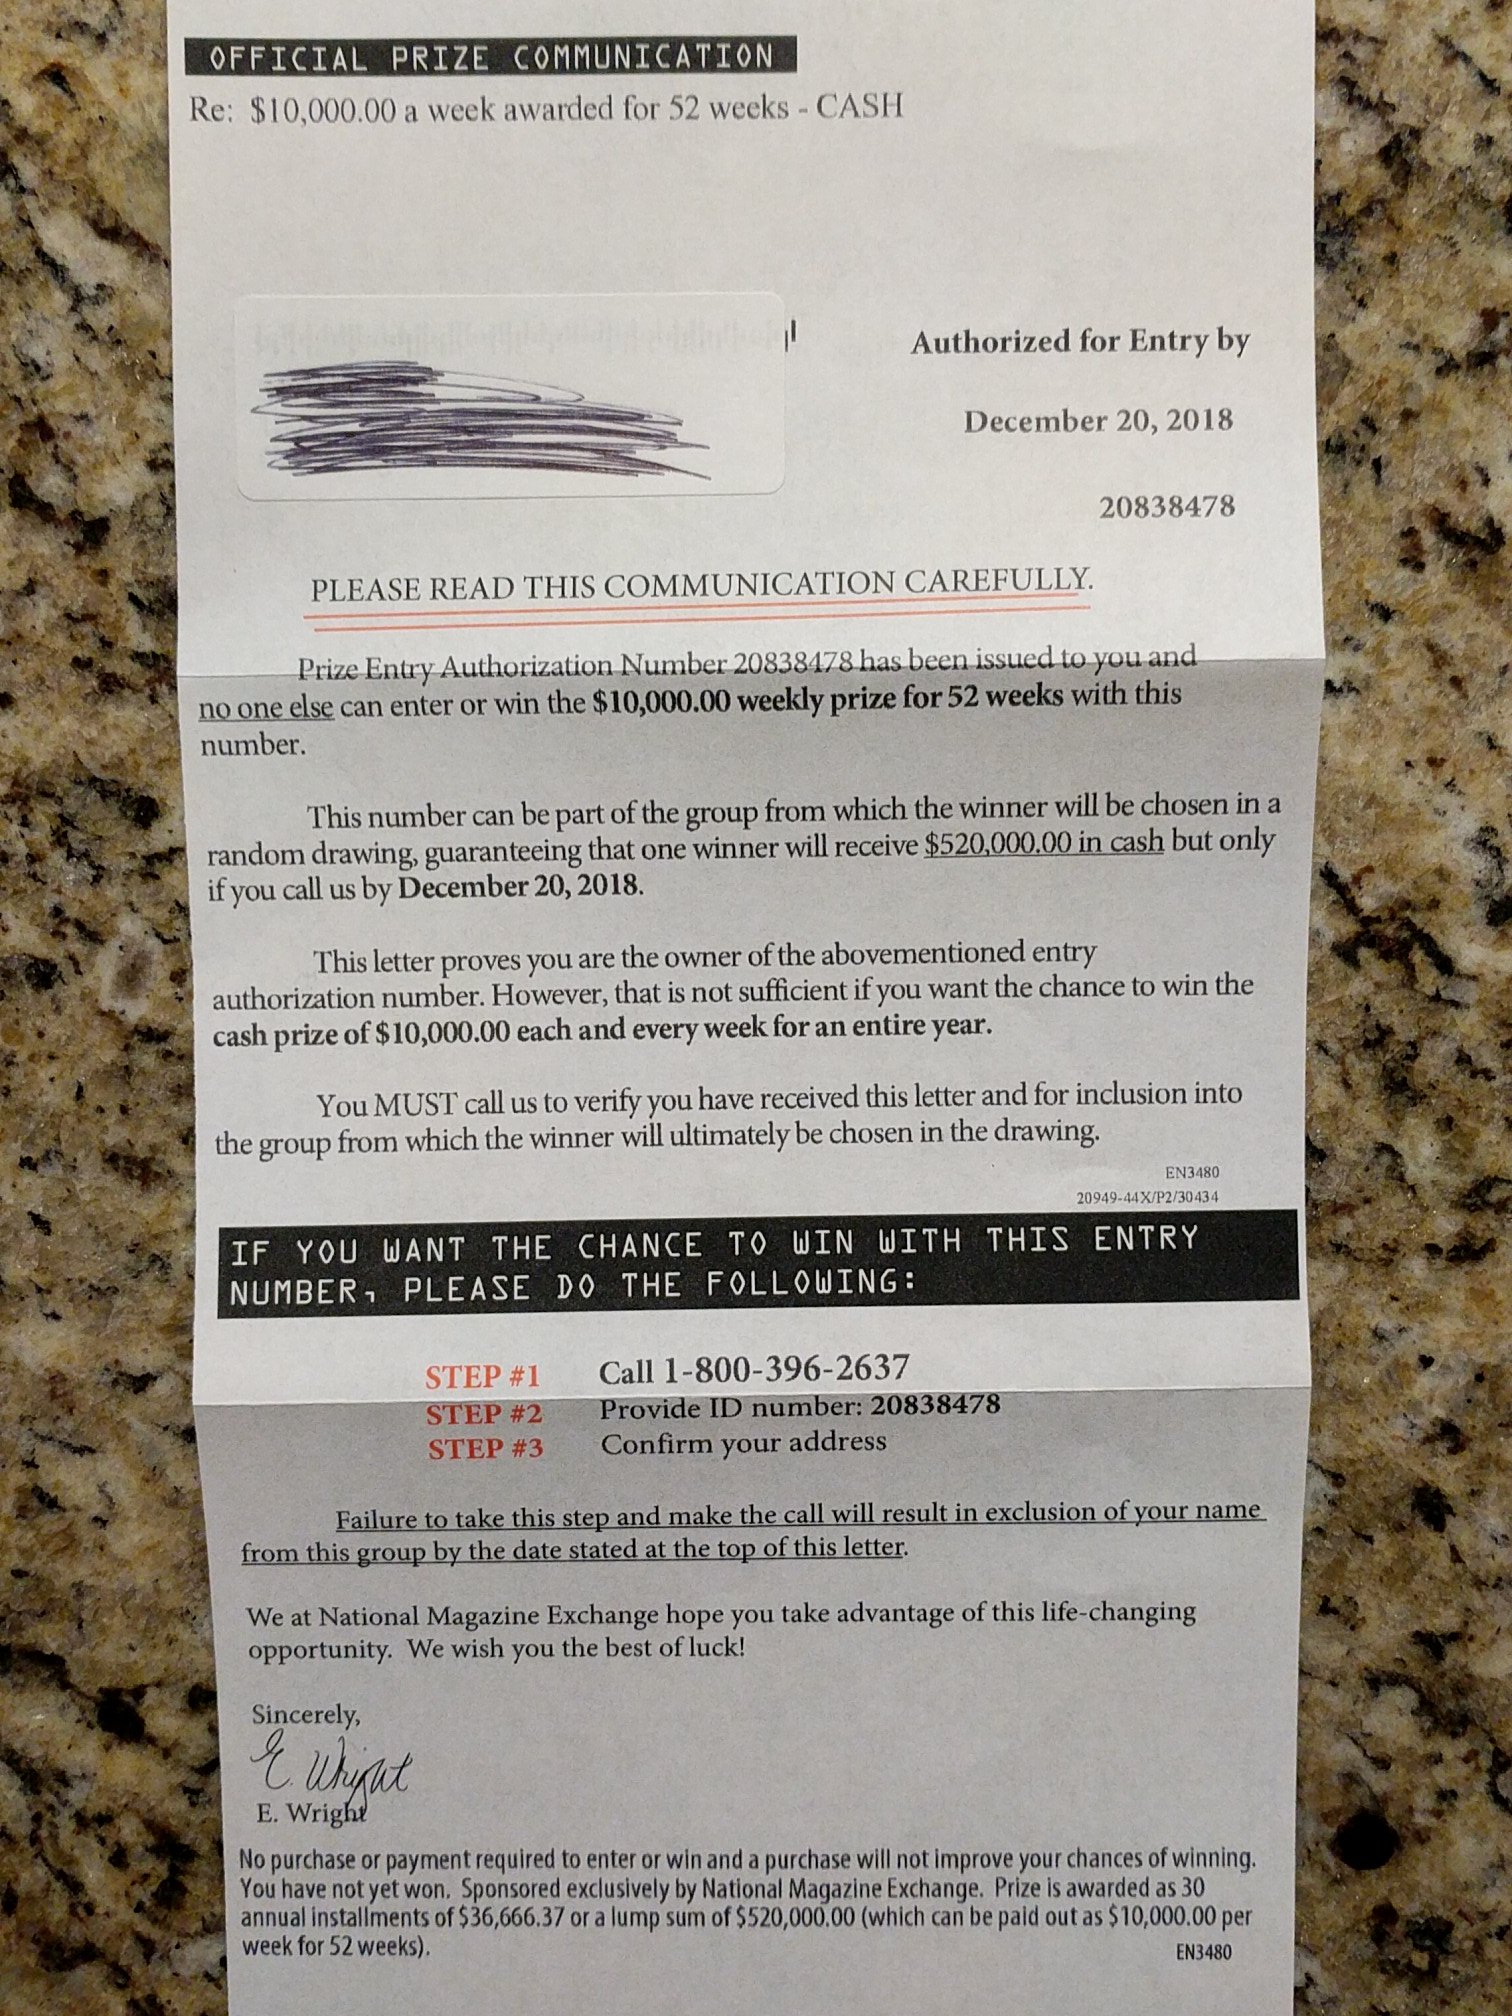 OFFICIAL PRIZE COMMUNICATION
Re: $10,000.00 a week awarded for 52 weeks - CASH
Authorized for Entry by
December 20, 2018
20838478
PLEASE READ THIS COMMUNICATION CAREFULLY.
Prize Entry Authorization Number 20838478 has been issued to you and
no one else can enter or win the $10,000.00 weekly prize for 52 weeks with this
number.
This number can be part of the group from which the winner will be chosen in a
random drawing, guaranteeing that one winner will receive $520,000.00 in cash but only
if you call us by December 20, 2018.
This letter proves you are the owner of the abovementioned entry
authorization number. However, that is not sufficient if you want the chance to win the
cash prize of $10,000.00 each and every week for an entire year.
You MUST call us to verify you have received this letter and for inclusion into
the group from which the winner will ultimately be chosen in the drawing.
EN3480
20949-44X/P2/30434
IF YOU WANT THE CHANCE TO WIN WITH THIS ENTRY
NUMBER, PLEASE DO THE FOLLOWING:
STEP #1 Call 1-800-396-2637
STEP #2 Provide ID number: 20838478
STEP #3 Confirm your address
Failure to take this step and make the call will result in exclusion of your name
from this group by the date stated at the top of this letter.
We at National Magazine Exchange hope you take advantage of this life-changing
opportunity. We wish you the best of luck!
Sincerely,
E. Wright
E. Wright
No purchase or payment required to enter or win and a purchase will not improve your chances of winning.
You have not yet won. Sponsored exclusively by National Magazine Exchange. Prize is awarded as 30
annual installments of $36,666.37 or a lump sum of $520,000.00 (which can be paid out as $10,000.00 per
week for 52 weeks).
EN3480